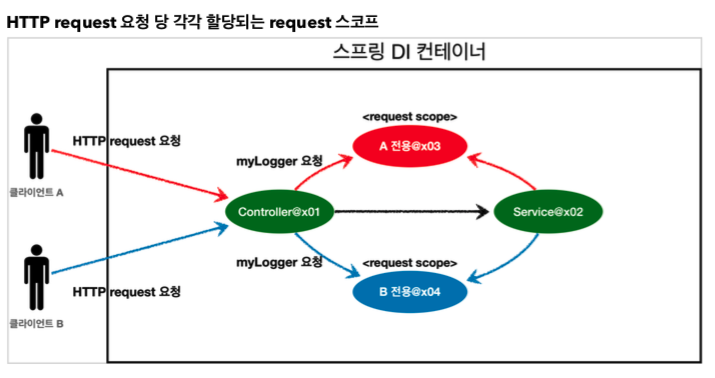 HTTP request 요청 당 각각 할당되는 request 스코프
스프링 DI 컨테이너
<request scope>
A 전용@x03
HTTP request 요청
myLogger 요청
클라이언트 A
Controller@x01
Service@x02
myLogger 요청
<request scope>
B 전용@x04
HTTP request 요청
클라이언트 B